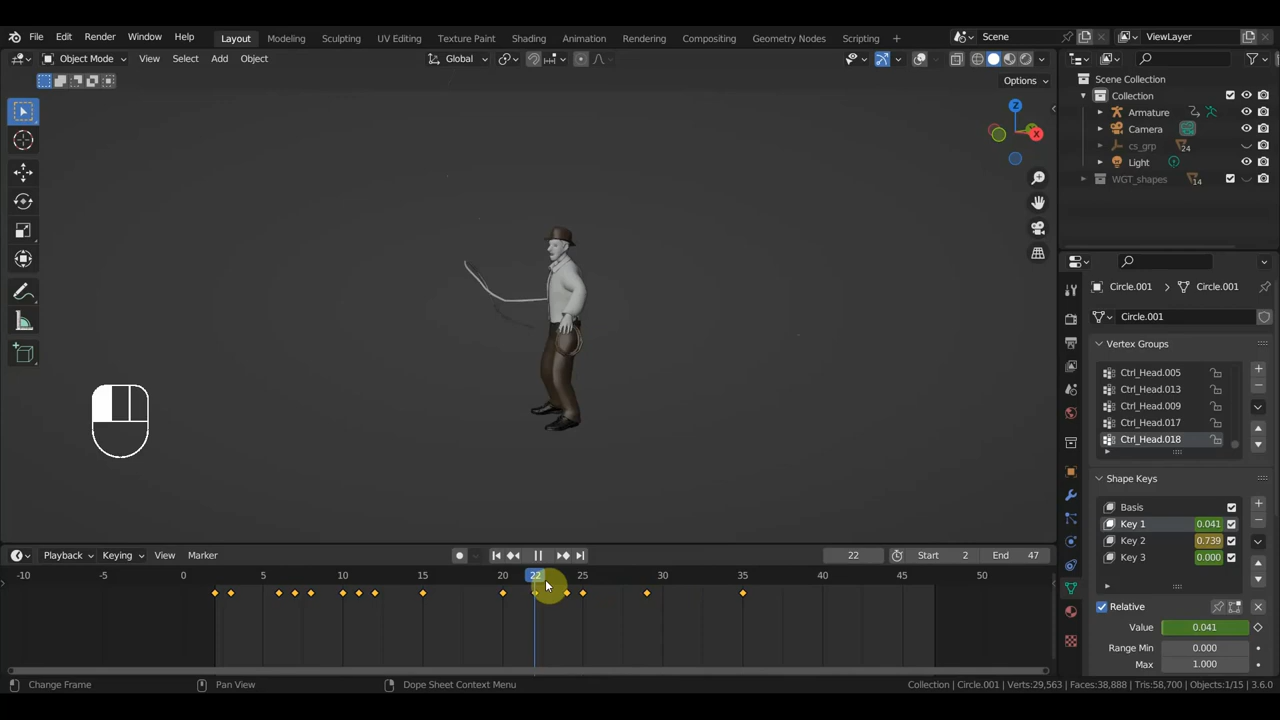 File Edit Render Window Help Layout Modeling Sculpting UV Editing Texture Paint Shading Animation Rendering Compositing Geometry Nodes Scripting + Scene ViewLayer
Object Mode View Select Add Object Global
Options
Scene Collection
Collection
Armature
Camera
cs_grp 24
Light
WGT_shapes 14
Z
X
Circle.001 > Circle.001
Circle.001
Vertex Groups
Ctrl_Head.005
Ctrl_Head.013
Ctrl_Head.009
Ctrl_Head.017
Ctrl_Head.018
Shape Keys
Basis
Key 1 0.041
Key 2 0.739
Key 3 0.000
Relative
Value 0.041
Range Min 0.000
Max 1.000
Playback Keying View Marker 22 Start 2 End 47
-10 -5 0 5 10 15 20 22 25 30 35 40 45 50
Change Frame Pan View Dope Sheet Context Menu Collection | Circle.001 | Verts:29,563 | Faces:38,888 | Tris:58,700 | Objects:1/15 | 3.6.0